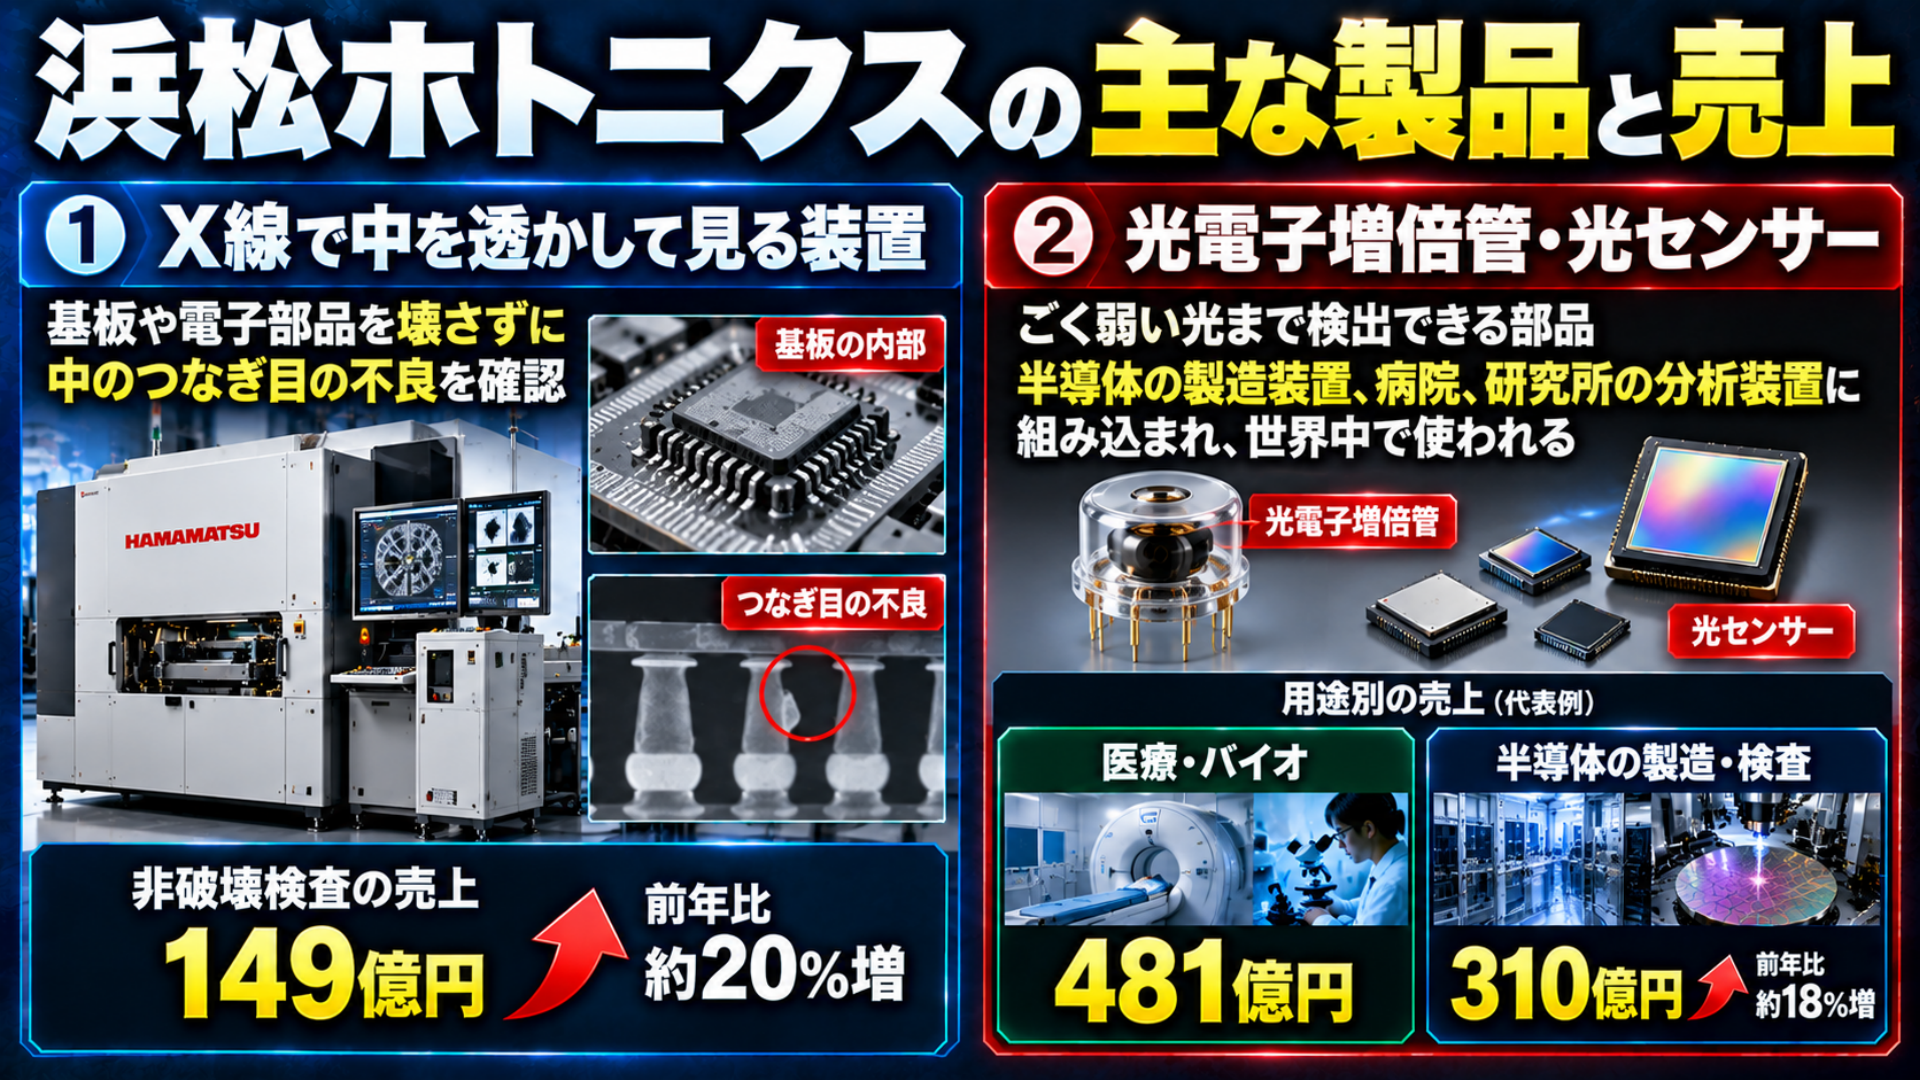 浜松ホトニクスの主な製品と売上
1 X線で中を透かして見る装置
基板や電子部品を壊さずに
中のつなぎ目の不良を確認
基板の内部
HAMAMATSU
つなぎ目の不良
非破壊検査の売上
149億円
前年比
約20%増
2 光電子増倍管・光センサー
ごく弱い光まで検出できる部品
半導体の製造装置、病院、研究所の分析装置に
組み込まれ、世界中で使われる
光電子増倍管
光センサー
用途別の売上(代表例)
医療・バイオ
481億円
半導体の製造・検査
310億円
前年比
約18%増